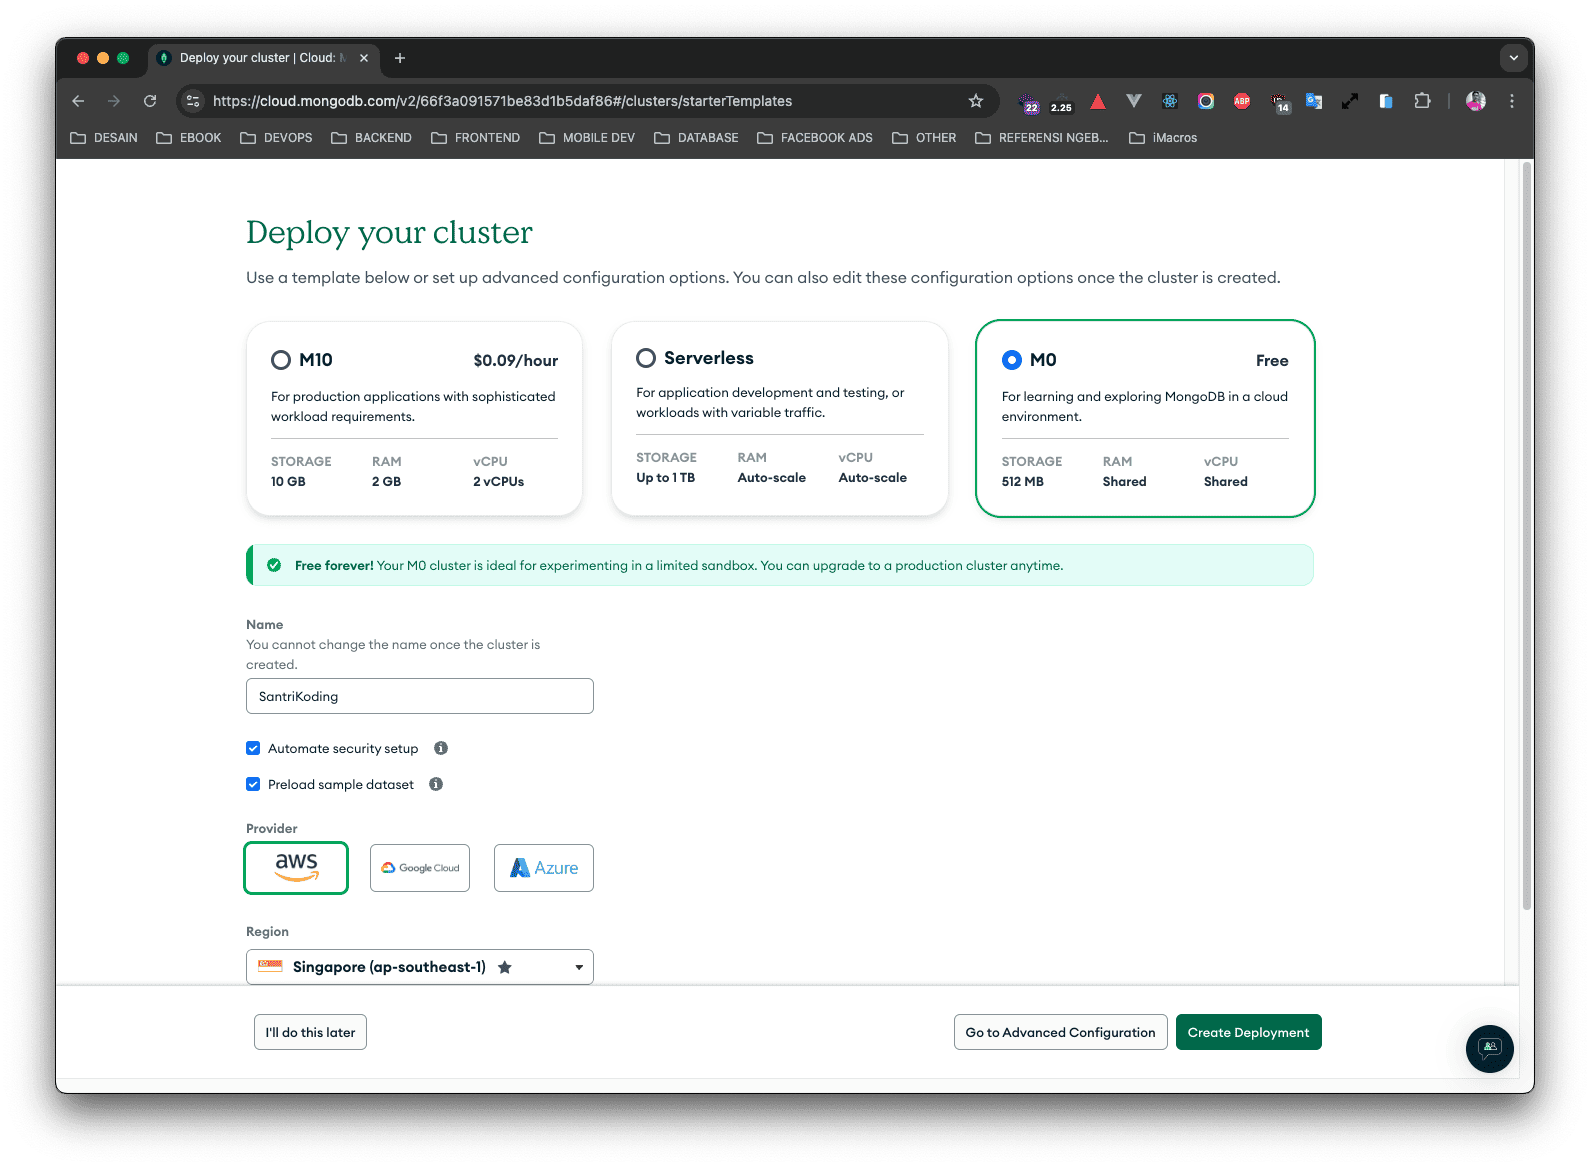 Deploy your cluster | Cloud: M
https://cloud.mongodb.com/v2/66f3a091571be83d1b5daf86#/clusters/starterTemplates
22
2.25
ABP
14
DESAIN
EBOOK
DEVOPS
BACKEND
FRONTEND
MOBILE DEV
DATABASE
FACEBOOK ADS
OTHER
REFERENSI NGEB...
iMacros
Deploy your cluster
Use a template below or set up advanced configuration options. You can also edit these configuration options once the cluster is created.
M10 $0.09/hour
For production applications with sophisticated
workload requirements.
STORAGE RAM vCPU
10 GB 2 GB 2 vCPUs
Serverless
For application development and testing, or
workloads with variable traffic.
STORAGE RAM vCPU
Up to 1 TB Auto-scale Auto-scale
M0 Free
For learning and exploring MongoDB in a cloud
environment.
STORAGE RAM vCPU
512 MB Shared Shared
Free forever! Your M0 cluster is ideal for experimenting in a limited sandbox. You can upgrade to a production cluster anytime.
Name
You cannot change the name once the cluster is
created.
SantriKoding
Automate security setup
Preload sample dataset
Provider
aws
Google Cloud
Azure
Region
Singapore (ap-southeast-1)
I'll do this later
Go to Advanced Configuration
Create Deployment